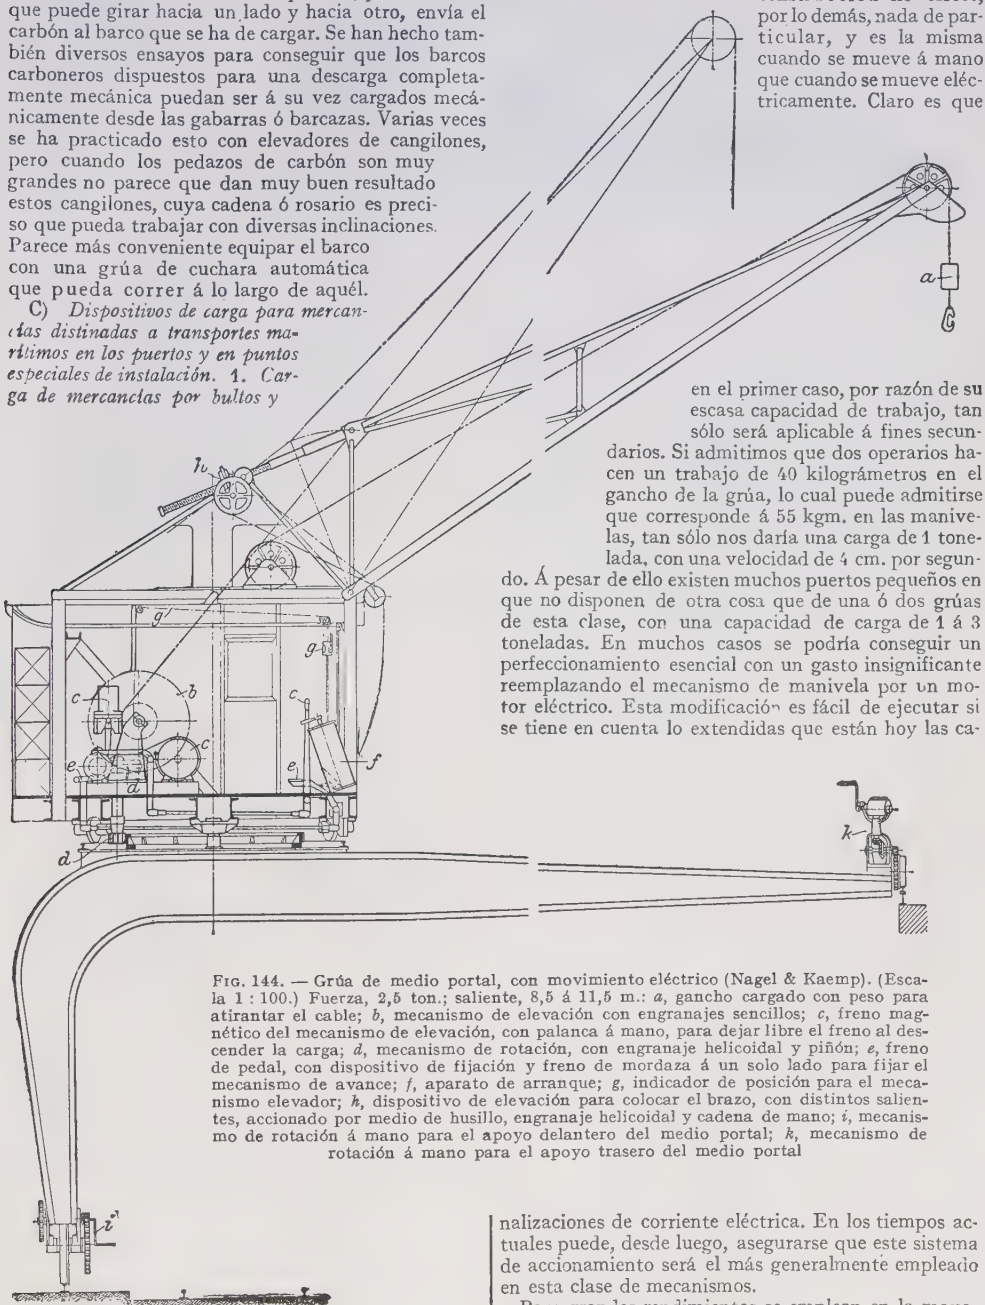 que puede girar hacia un lado y hacia otro, envía el
carbón al barco que se ha de cargar. Se han hecho tam-
bién diversos ensayos para conseguir que los barcos
carboneros dispuestos para una descarga completa-
mente mecánica puedan ser á su vez cargados mecá-
nicamente desde las gabarras ó barcazas. Varias veces
se ha practicado esto con elevadores de cangilones,
pero cuando los pedazos de carbón son muy
grandes no parece que dan muy buen resultado
estos cangilones, cuya cadena ó rosario es preci-
so que pueda trabajar con diversas inclinaciones.
Parece más conveniente equipar el barco
con una grúa de cuchara automática
que pueda correr á lo largo de aquél.
C) Dispositivos de carga para mercan-
cías distinadas a transportes ma-
rítimos en los puertos y en puntos
especiales de instalación. 1. Car-
ga de mercancías por bultos y
por lo demás, nada de par-
ticular, y es la misma
cuando se mueve á mano
que cuando se mueve eléc-
tricamente. Claro es que
en el primer caso, por razón de su
escasa capacidad de trabajo, tan
sólo será aplicable á fines secun-
darios. Si admitimos que dos operarios ha-
cen un trabajo de 40 kilográmetros en el
gancho de la grúa, lo cual puede admitirse
que corresponde á 55 kgm. en las manive-
las, tan sólo nos daría una carga de 1 tone-
lada, con una velocidad de 4 cm. por segun-
do. Á pesar de ello existen muchos puertos pequeños en
que no disponen de otra cosa que de una ó dos grúas
de esta clase, con una capacidad de carga de 1 á 3
toneladas. En muchos casos se podría conseguir un
perfeccionamiento esencial con un gasto insignificante
reemplazando el mecanismo de manivela por un mo-
tor eléctrico. Esta modificación es fácil de ejecutar si
se tiene en cuenta lo extendidas que están hoy las ca-
a
h
g
g
c
b
c
c
e
d
e
f
d
k
i
FIG. 144. — Grúa de medio portal, con movimiento eléctrico (Nagel & Kaemp). (Esca-
la 1 : 100.) Fuerza, 2,5 ton.; saliente, 8,5 á 11,5 m.: a, gancho cargado con peso para
atirantar el cable; b, mecanismo de elevación con engranajes sencillos; c, freno mag-
nético del mecanismo de elevación, con palanca á mano, para dejar libre el freno al des-
cender la carga; d, mecanismo de rotación, con engranaje helicoidal y piñón; e, freno
de pedal, con dispositivo de fijación y freno de mordaza á un solo lado para fijar el
mecanismo de avance; f, aparato de arranque; g, indicador de posición para el meca-
nismo elevador; h, dispositivo de elevación para colocar el brazo, con distintos salien-
tes, accionado por medio de husillo, engranaje helicoidal y cadena de mano; i, mecanis-
mo de rotación á mano para el apoyo delantero del medio portal; k, mecanismo de
rotación á mano para el apoyo trasero del medio portal
nalizaciones de corriente eléctrica. En los tiempos ac-
tuales puede, desde luego, asegurarse que este sistema
de accionamiento será el más generalmente empleado
en esta clase de mecanismos.